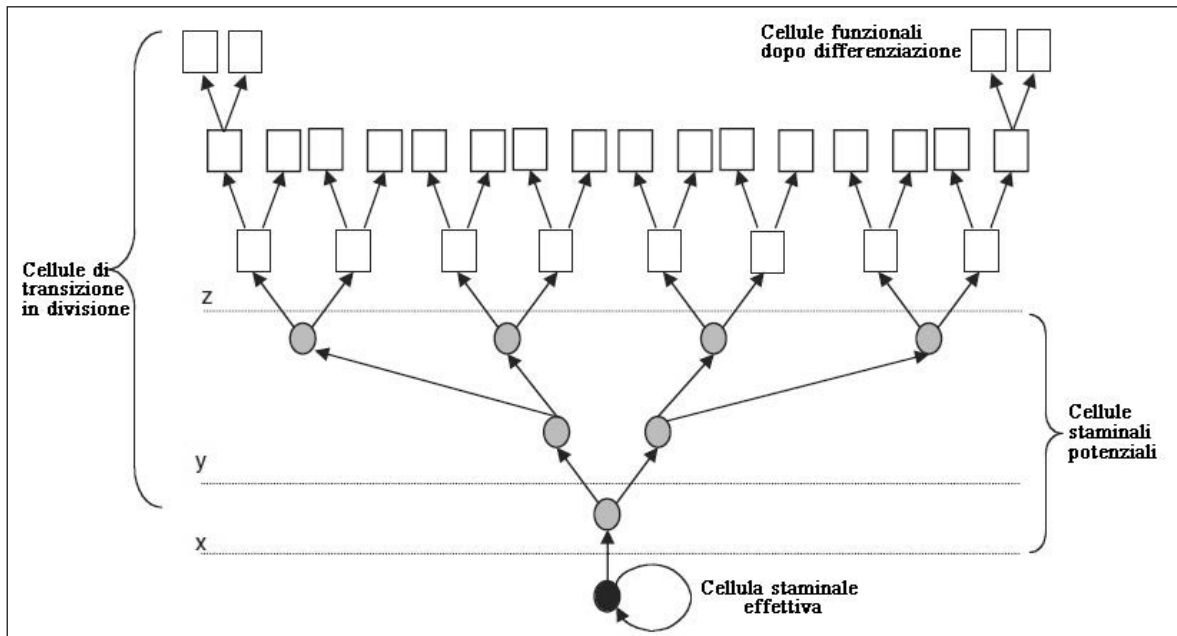 Cellule funzionali
dopo differenziazione
Cellule di
transizione
in divisione
z
Cellule
staminali
potenziali
y
x
Cellula staminale
effettiva